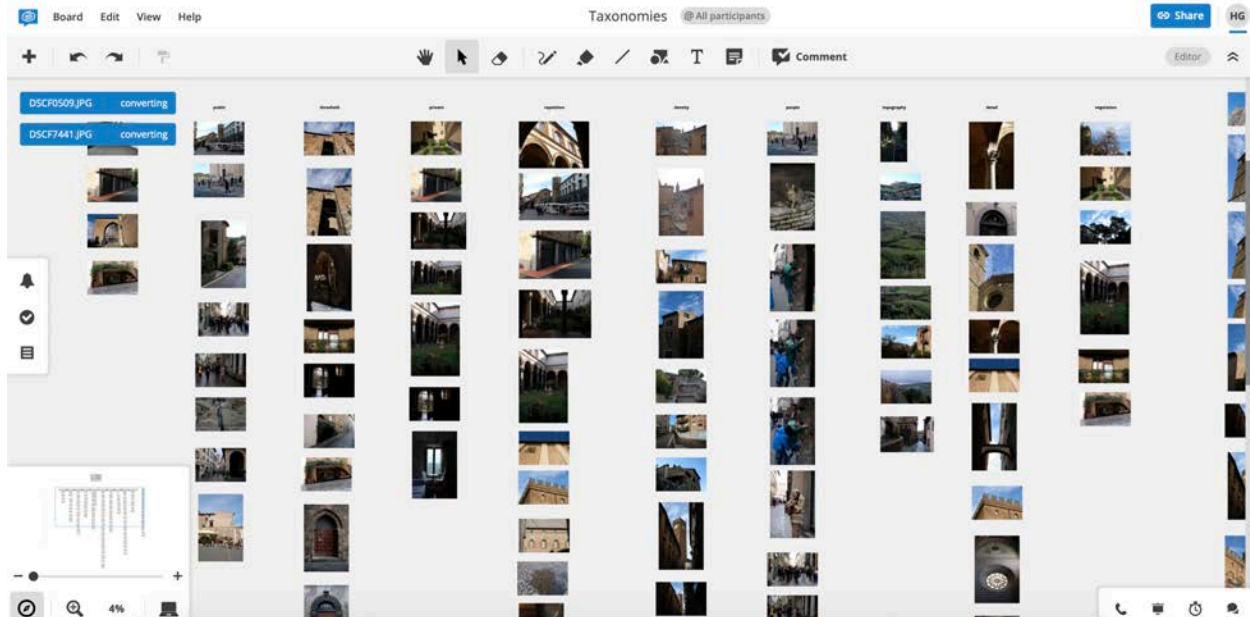 Board Edit View Help
Taxonomies @ All participants
Share HG
T Comment Editor
DSCF0509.JPG converting
public threshold private repetition density people topography detail vegetation
DSCF7441.JPG converting
4%